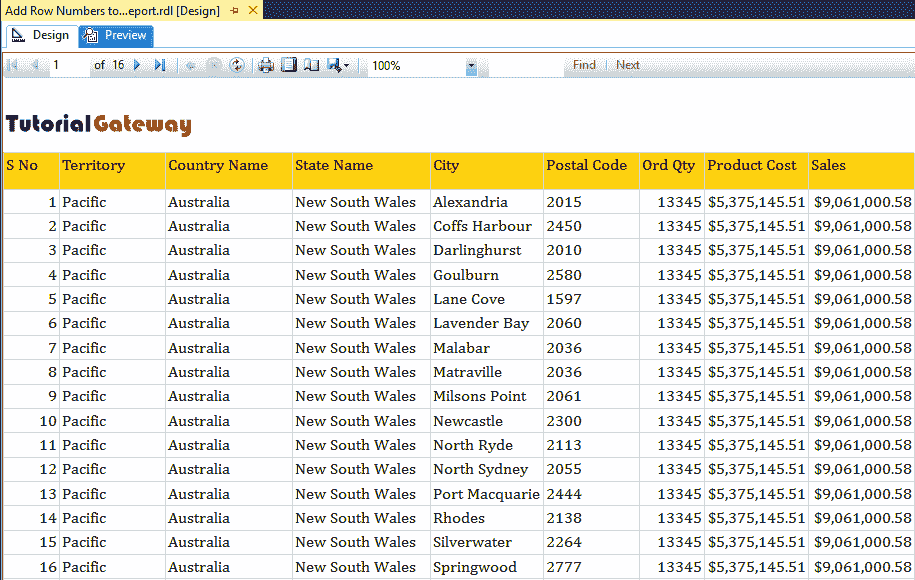 Add Row Numbers to...eport.rdl [Design]
Design Preview
1 of 16 100% Find Next
TutorialGateway
S No Territory Country Name State Name City Postal Code Ord Qty Product Cost Sales
1 Pacific Australia New South Wales Alexandria 2015 13345 $5,375,145.51 $9,061,000.58
2 Pacific Australia New South Wales Coffs Harbour 2450 13345 $5,375,145.51 $9,061,000.58
3 Pacific Australia New South Wales Darlinghurst 2010 13345 $5,375,145.51 $9,061,000.58
4 Pacific Australia New South Wales Goulburn 2580 13345 $5,375,145.51 $9,061,000.58
5 Pacific Australia New South Wales Lane Cove 1597 13345 $5,375,145.51 $9,061,000.58
6 Pacific Australia New South Wales Lavender Bay 2060 13345 $5,375,145.51 $9,061,000.58
7 Pacific Australia New South Wales Malabar 2036 13345 $5,375,145.51 $9,061,000.58
8 Pacific Australia New South Wales Matraville 2036 13345 $5,375,145.51 $9,061,000.58
9 Pacific Australia New South Wales Milsons Point 2061 13345 $5,375,145.51 $9,061,000.58
10 Pacific Australia New South Wales Newcastle 2300 13345 $5,375,145.51 $9,061,000.58
11 Pacific Australia New South Wales North Ryde 2113 13345 $5,375,145.51 $9,061,000.58
12 Pacific Australia New South Wales North Sydney 2055 13345 $5,375,145.51 $9,061,000.58
13 Pacific Australia New South Wales Port Macquarie 2444 13345 $5,375,145.51 $9,061,000.58
14 Pacific Australia New South Wales Rhodes 2138 13345 $5,375,145.51 $9,061,000.58
15 Pacific Australia New South Wales Silverwater 2264 13345 $5,375,145.51 $9,061,000.58
16 Pacific Australia New South Wales Springwood 2777 13345 $5,375,145.51 $9,061,000.58